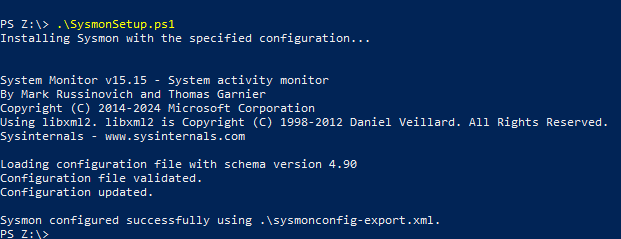 PS Z:\> .\SysmonSetup.ps1
Installing Sysmon with the specified configuration...
System Monitor v15.15 - System activity monitor
By Mark Russinovich and Thomas Garnier
Copyright (C) 2014-2024 Microsoft Corporation
Using libxml2. libxml2 is Copyright (C) 1998-2012 Daniel Veillard. All Rights Reserved.
Sysinternals - www.sysinternals.com
Loading configuration file with schema version 4.90
Configuration file validated.
Configuration updated.
Sysmon configured successfully using .\sysmonconfig-export.xml.
PS Z:\>